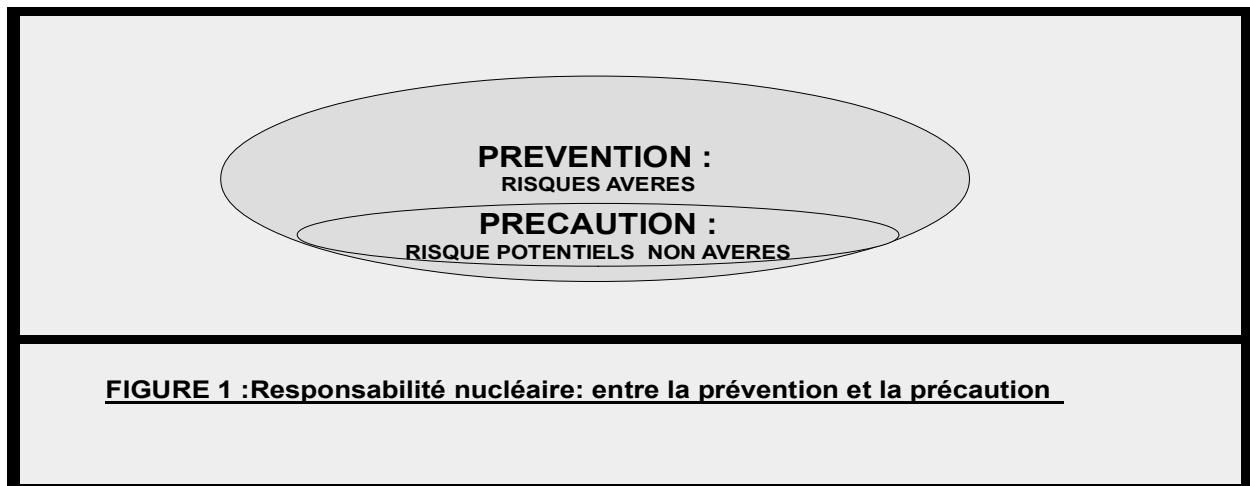 PREVENTION :
RISQUES AVERES
PRECAUTION :
RISQUE POTENTIELS NON AVERES
FIGURE 1 :Responsabilité nucléaire: entre la prévention et la précaution